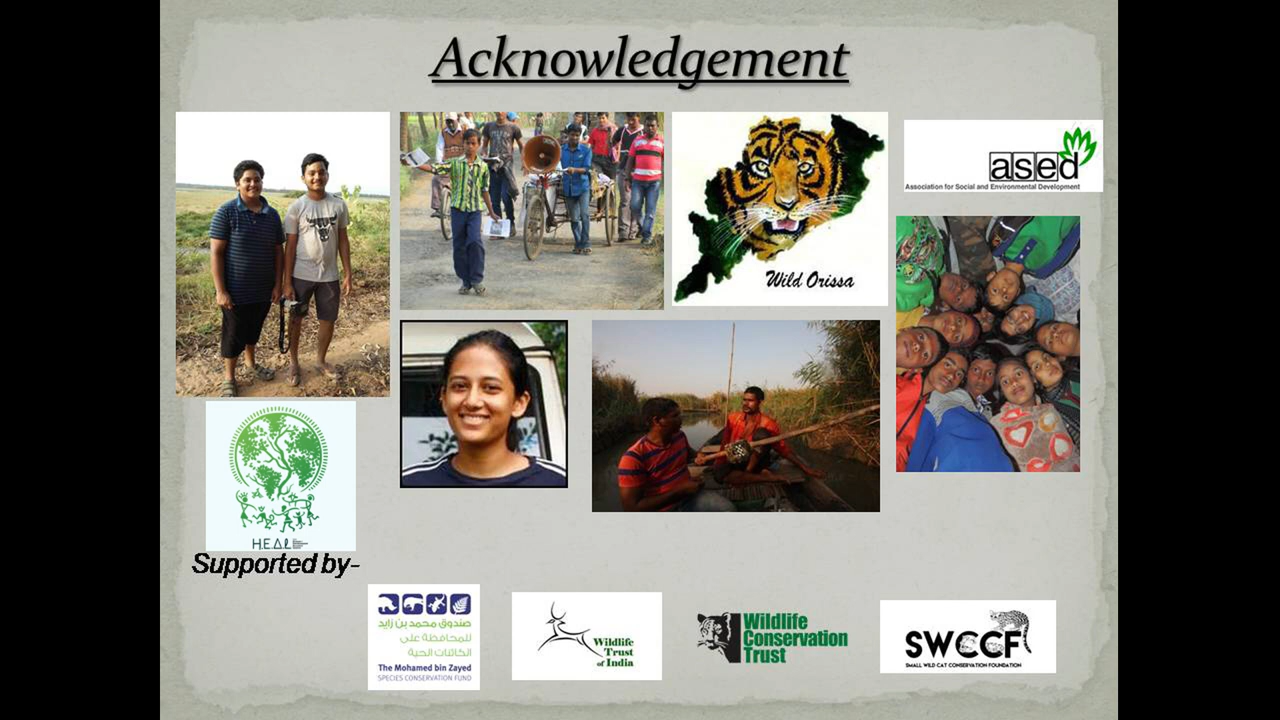 Acknowledgement
Wild Orissa
ased
Association for Social and Environmental Development
H.E.A.L
Supported by-
صندوق محمد بن زايد
للمحافظة على
الكائنات الحية
The Mohamed bin Zayed
SPECIES CONSERVATION FUND
Wildlife
Trust
of India
Wildlife
Conservation
Trust
SWCCF
SMALL WILD CAT CONSERVATION FOUNDATION